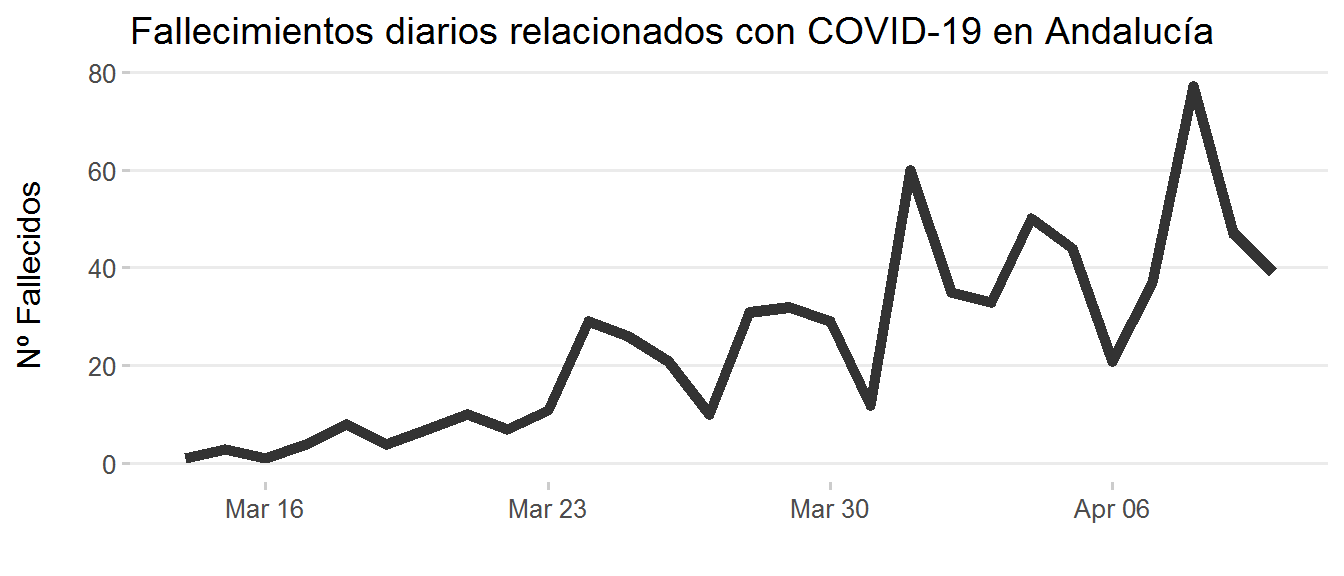 Fallecimientos diarios relacionados con COVID-19 en Andalucía
80
60
40
20
0
Nº Fallecidos
Mar 16
Mar 23
Mar 30
Apr 06